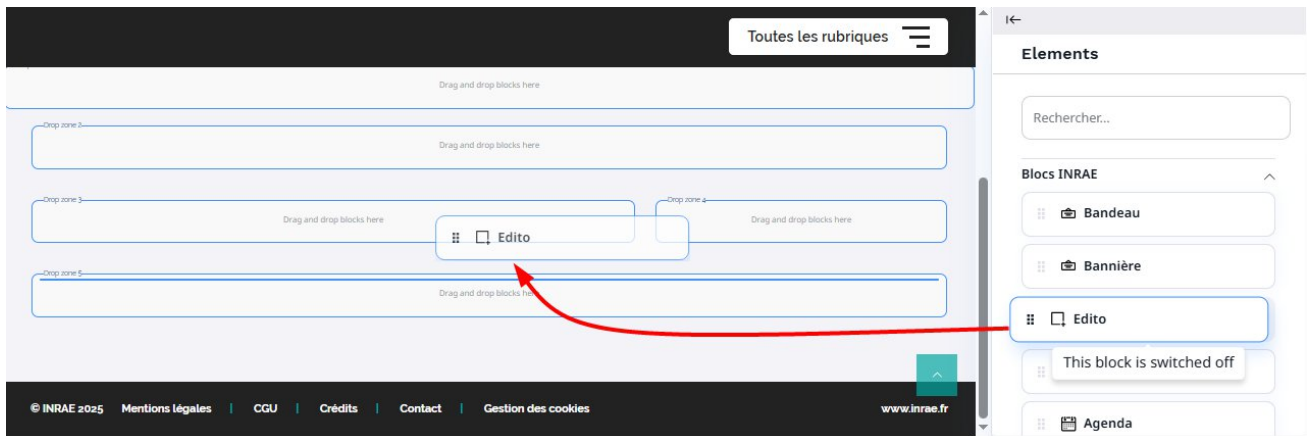 Toutes les rubriques
Drag and drop blocks here
Drop zone 2
Drag and drop blocks here
Drop zone 3
Drag and drop blocks here
Drop zone 4
Drag and drop blocks here
Edito
Drop zone 5
Drag and drop blocks here
© INRAE 2025 Mentions légales | CGU | Crédits | Contact | Gestion des cookies www.inrae.fr
Elements
Rechercher...
Blocs INRAE
Bandeau
Bannière
Edito
This block is switched off
Agenda